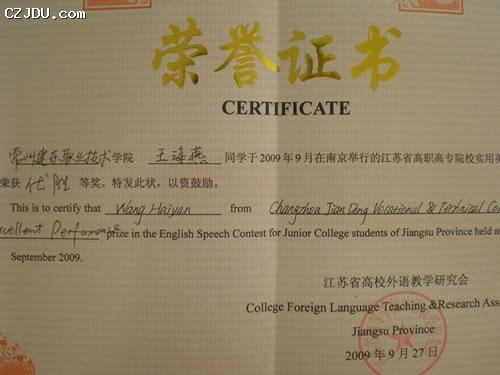 CZJDU.COM
荣誉证书
CERTIFICATE
常州建东职业技术学院 王海燕 同学于2009年9月在南京举行的江苏省高职高专院校实用英
荣获 优胜 等奖。特发此状，以资鼓励。
This is to certify that Wang Haiyan from Changzhou Jian Dong Vocational & Technical
Excellent Performance prize in the English Speech Contest for Junior College students of Jiangsu Province held at
September 2009.
江苏省高校外语教学研究会
College Foreign Language Teaching &Research Asso
Jiangsu Province
2009年9月27日